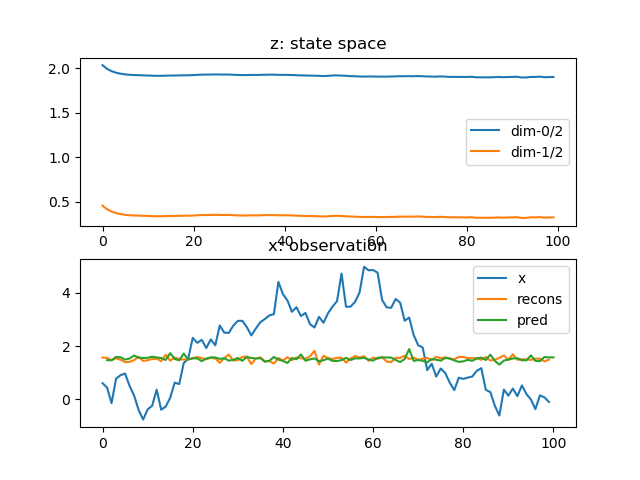 z: state space
2.0
1.5
1.0
0.5
dim-0/2
dim-1/2
0 20 40 60 80 100
x: observation
4
2
0
x
recons
pred
0 20 40 60 80 100